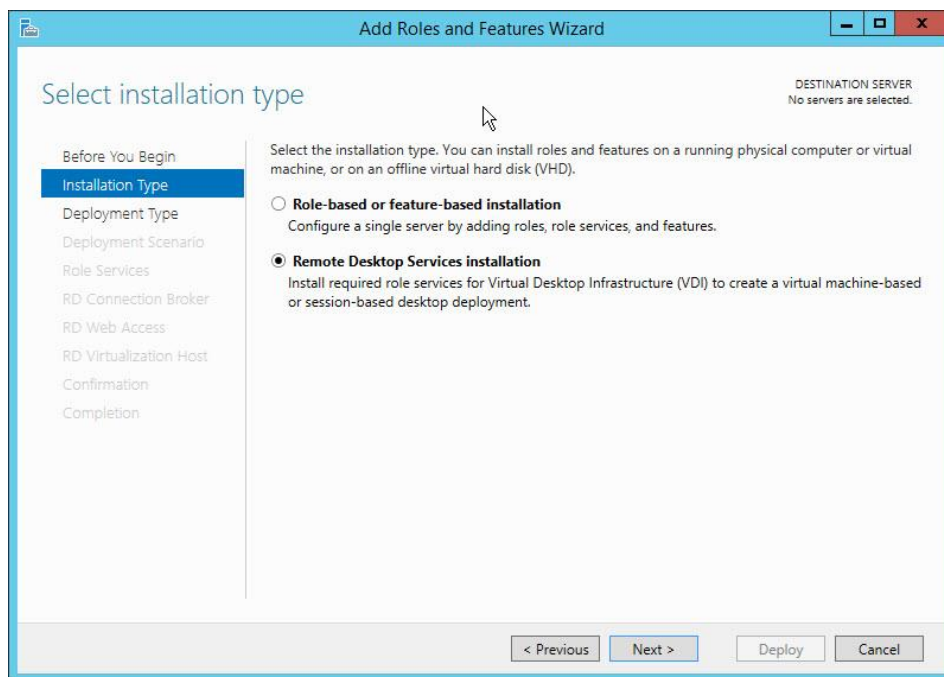 Add Roles and Features Wizard
Select installation type
DESTINATION SERVER
No servers are selected.
Before You Begin
Installation Type
Deployment Type
Deployment Scenario
Role Services
RD Connection Broker
RD Web Access
RD Virtualization Host
Confirmation
Completion
Select the installation type. You can install roles and features on a running physical computer or virtual
machine, or on an offline virtual hard disk (VHD).
Role-based or feature-based installation
Configure a single server by adding roles, role services, and features.
Remote Desktop Services installation
Install required role services for Virtual Desktop Infrastructure (VDI) to create a virtual machine-based
or session-based desktop deployment.
< Previous
Next >
Deploy
Cancel